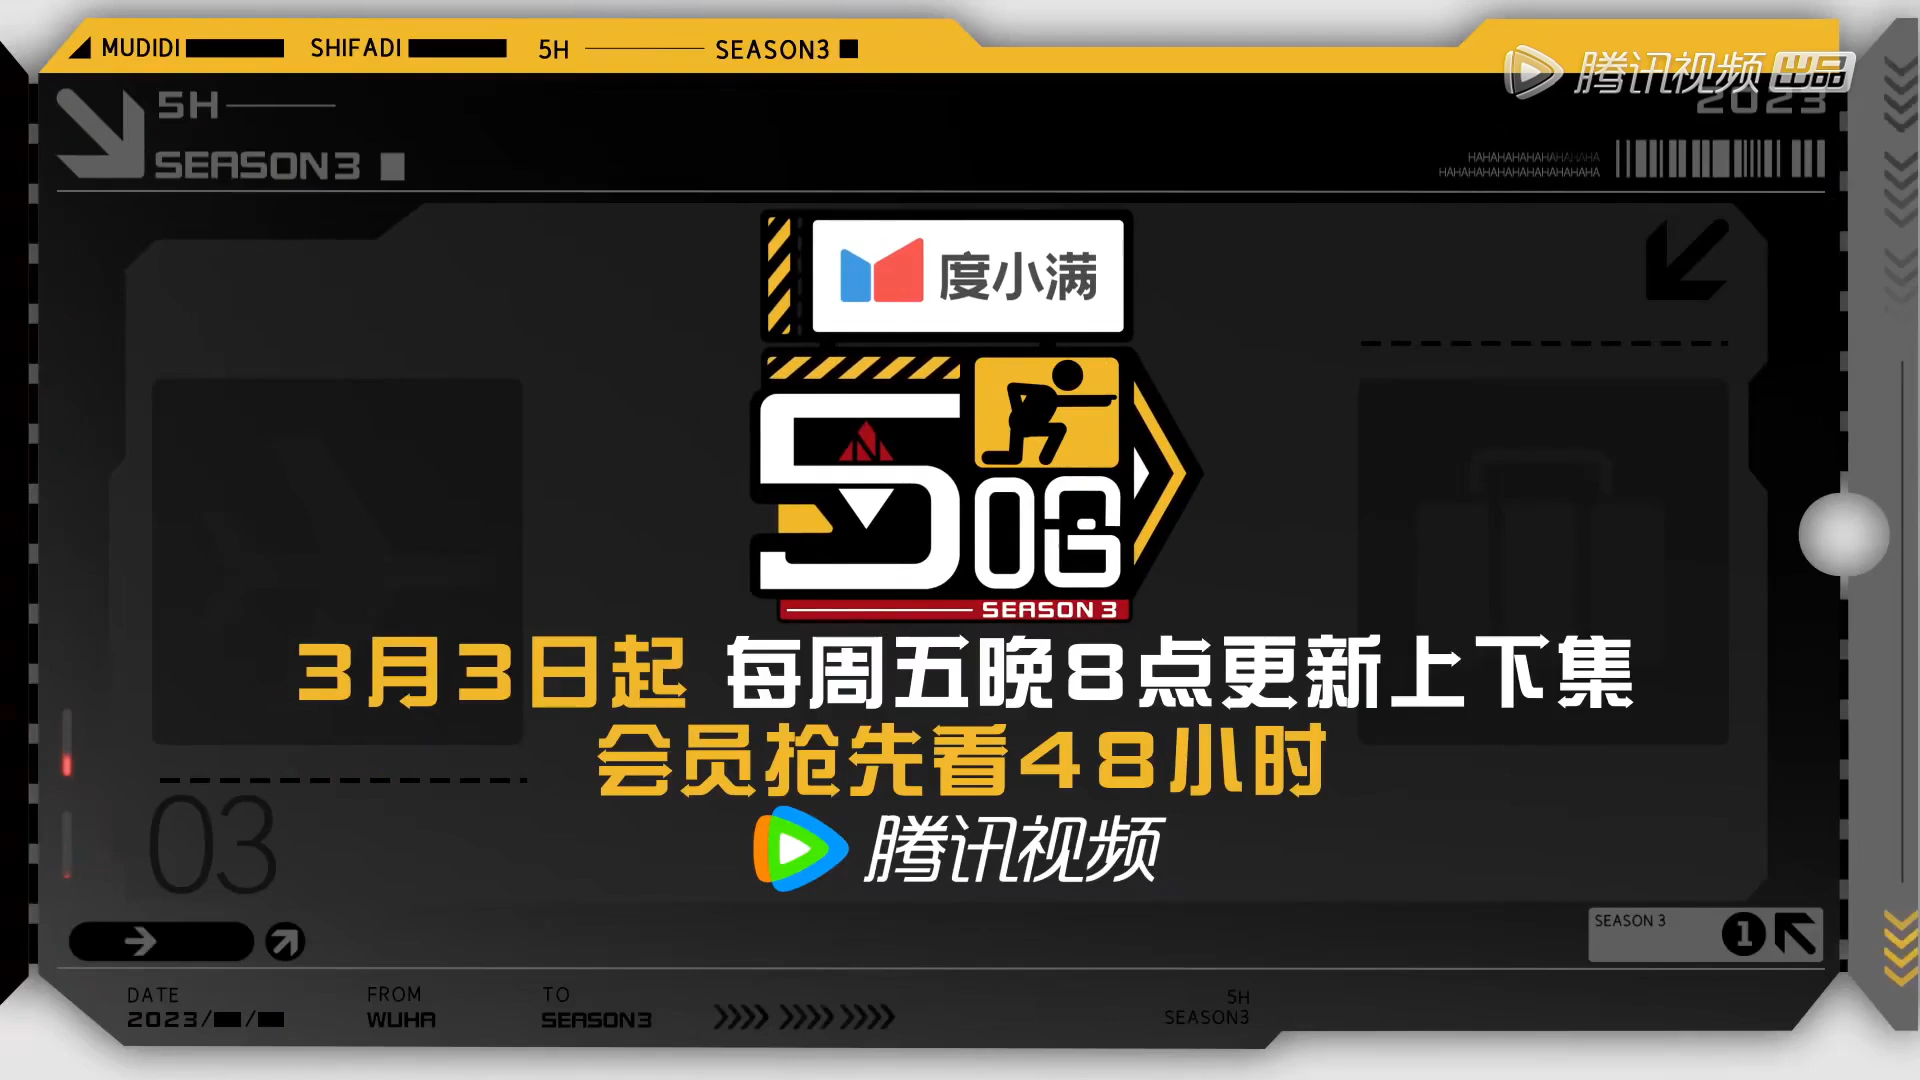 MUDIDI SHIFADI 5H SEASON3
腾讯视频 出品
5H
2023
SEASON3
HAHAHAHAHAHAHAHAHA
HAHAHAHAHAHAHAHAHAHAHA
度小满
5哈
SEASON 3
3月3日起 每周五晚8点更新上下集
会员抢先看48小时
腾讯视频
03
SEASON 3
1
DATE FROM TO
2023/ / WUHA SEASON3
5H
SEASON3